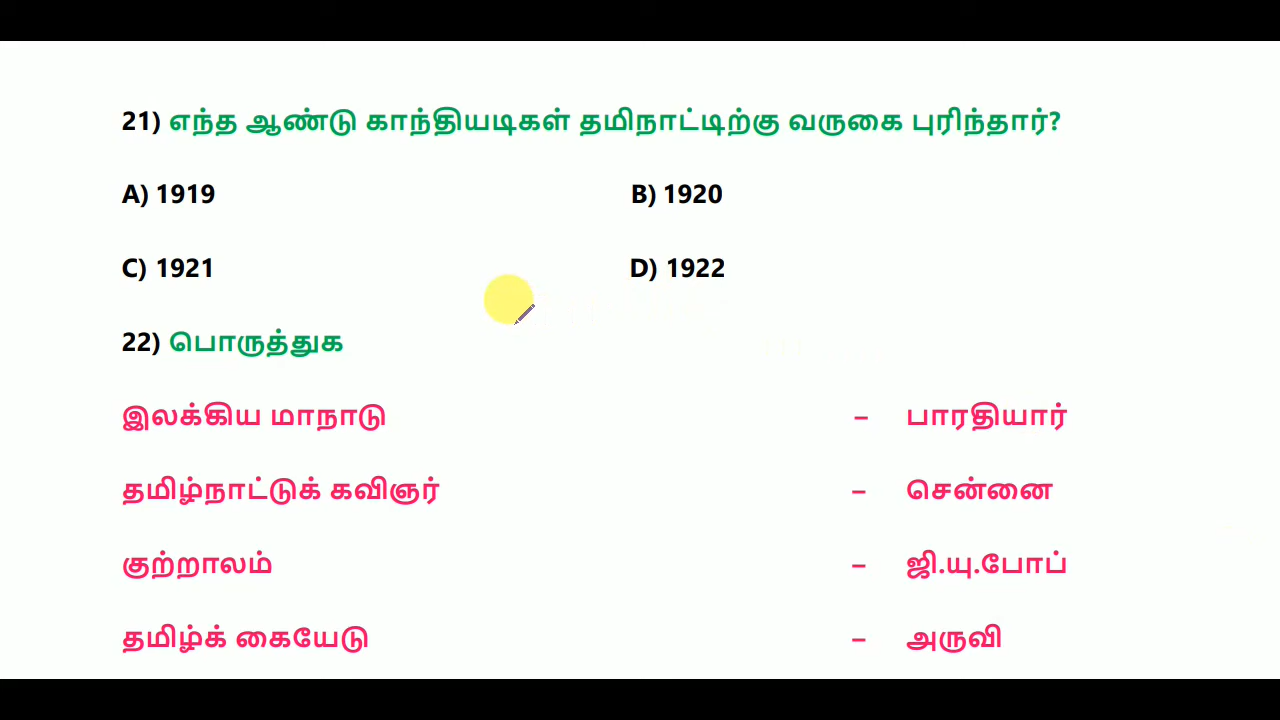 21) எந்த ஆண்டு காந்தியடிகள் தமிநாட்டிற்கு வருகை புரிந்தார்?
A) 1919 B) 1920
C) 1921 D) 1922
22) பொருத்துக
இலக்கிய மாநாடு – பாரதியார்
தமிழ்நாட்டுக் கவிஞர் – சென்னை
குற்றாலம் – ஜி.யு.போப்
தமிழ்க் கையேடு – அருவி